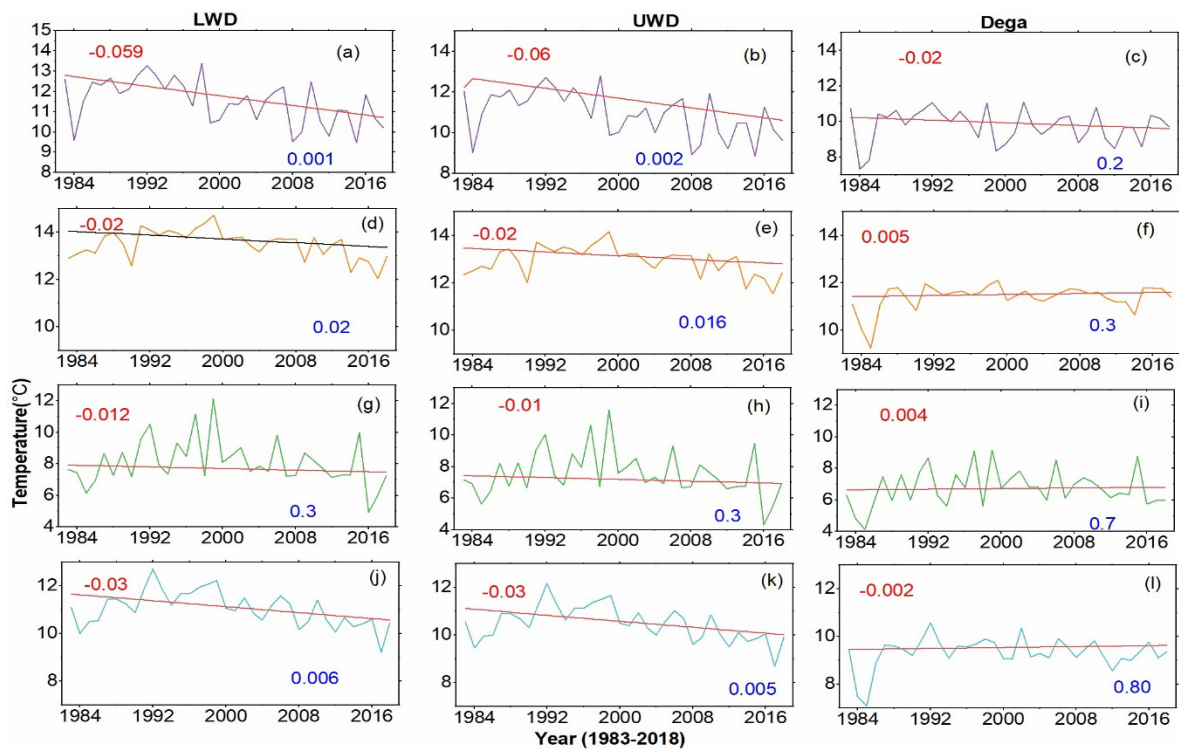 LWD UWD Dega
15
14
13
12
11
10
9
8
-0.059
(a)
0.001
1984 1992 2000 2008 2016
14
12
10
8
-0.06
(b)
0.002
1984 1992 2000 2008 2016
14
12
10
8
-0.02
(c)
0.2
1984 1992 2000 2008 2016
14
12
10
-0.02
(d)
0.02
1984 1992 2000 2008 2016
14
12
10
-0.02
(e)
0.016
1984 1992 2000 2008 2016
14
12
10
0.005
(f)
0.3
1984 1992 2000 2008 2016
Temperature(°C)
12
10
8
6
4
-0.012
(g)
0.3
1984 1992 2000 2008 2016
12
10
8
6
4
-0.01
(h)
0.3
1984 1992 2000 2008 2016
12
10
8
6
4
0.004
(i)
0.7
1984 1992 2000 2008 2016
12
10
8
-0.03
(j)
0.006
1984 1992 2000 2008 2016
12
10
8
-0.03
(k)
0.005
1984 1992 2000 2008 2016
12
10
8
-0.002
(l)
0.80
1984 1992 2000 2008 2016
Year (1983-2018)